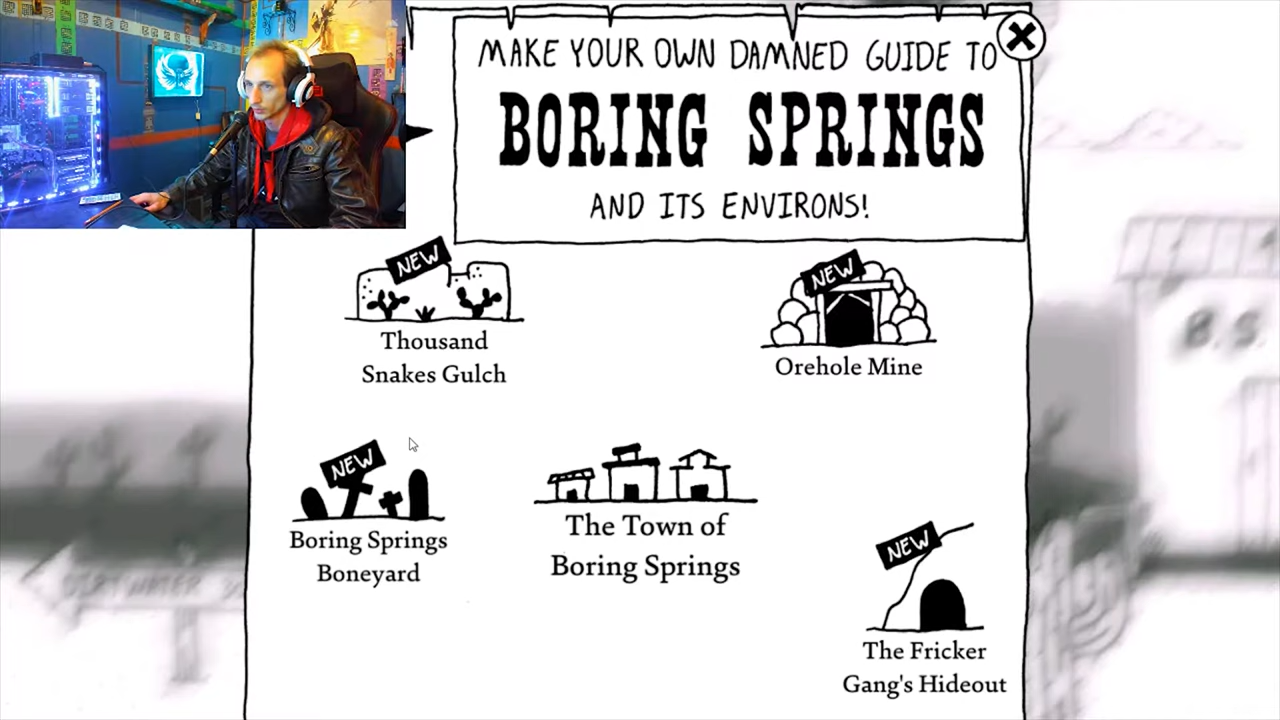 MAKE YOUR OWN DAMNED GUIDE TO
BORING SPRINGS
AND ITS ENVIRONS!
NEW
Thousand
Snakes Gulch
NEW
Orehole Mine
NEW
Boring Springs
Boneyard
The Town of
Boring Springs
NEW
The Fricker
Gang's Hideout
B.S.
DIRTWATER